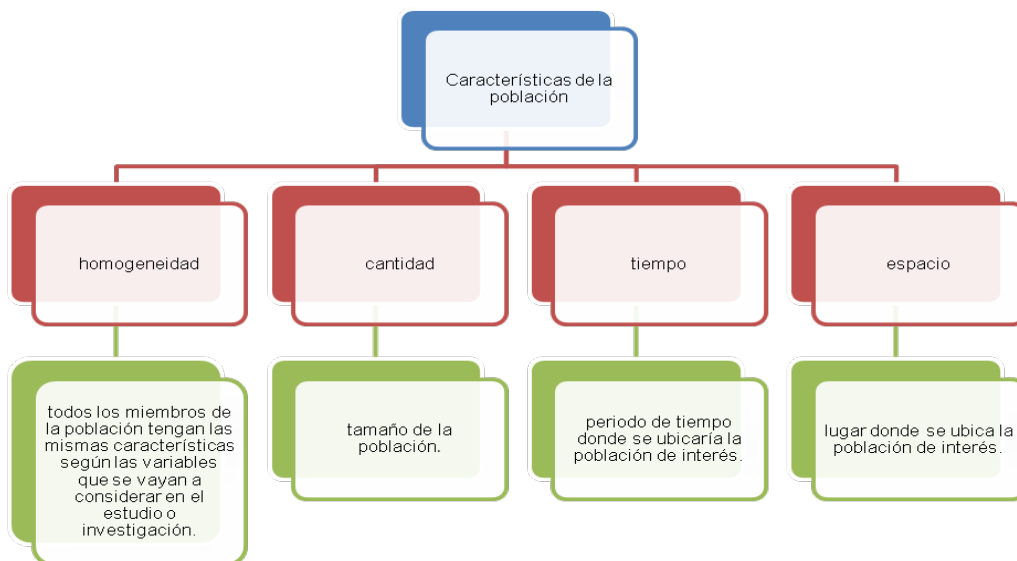 Características de la
población
homogeneidad
cantidad
tiempo
espacio
todos los miembros de
la población tengan las
mismas características
según las variables
que se vayan a
considerar en el
estudio o
investigación.
tamaño de la
población.
periodo de tiempo
donde se ubicaría la
población de interés.
lugar donde se ubica la
población de interés.